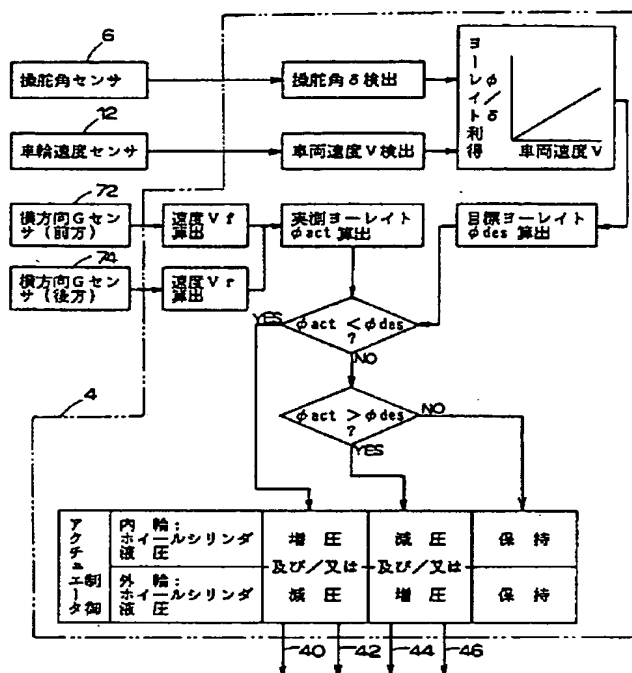 6
操舵角センサ
操舵角δ検出
ヨーレイト利得
φ/δ
車両速度V
12
車輪速度センサ
車両速度V検出
72
横方向Gセン
サ(前方)
速度Vf
算出
実測ヨーレイト
φact算出
目標ヨーレイト
φdes算出
74
横方向Gセン
サ(後方)
速度Vr
算出
YES
φact<φdes
?
NO
4
φact>φdes
?
NO
YES
アクチュエータ制御
内輪:
ホイールシリンダ
液圧
増圧
減圧
保持
及び/又は
及び/又は
外輪:
ホイールシリンダ
液圧
減圧
増圧
保持
40
42
44
46